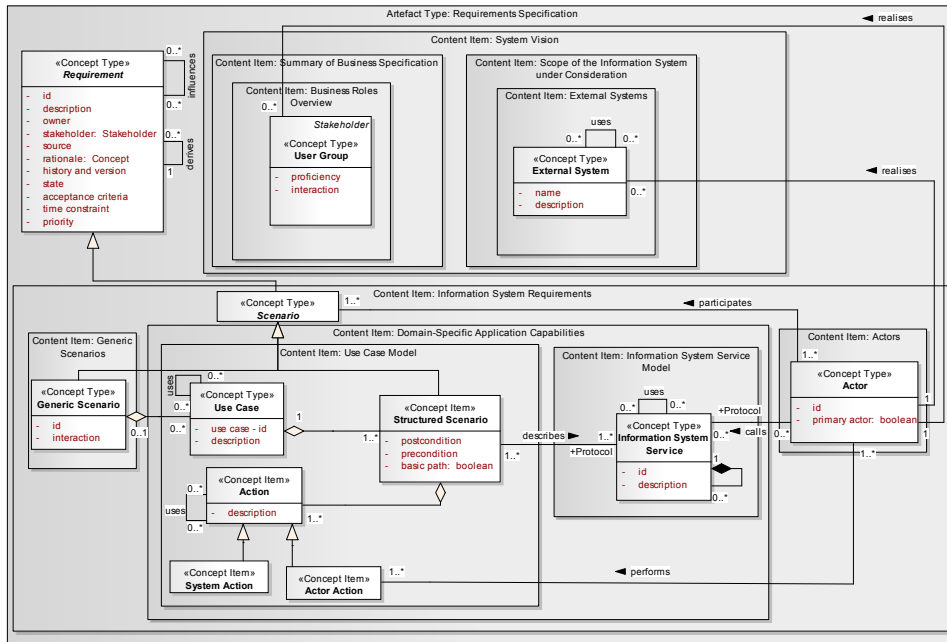 Artefact Type: Requirements Specification
realises
«Concept Type»
Requirement
- id
- description
- owner
- stakeholder: Stakeholder
- source
- rationale: Concept
- history and version
- state
- acceptance criteria
- time constraint
- priority
0..*
influences
0..*
0..*
derives
1
Content Item: System Vision
Content Item: Summary of Business Specification
Content Item: Business Roles
Overview
0..*
Stakeholder
«Concept Type»
User Group
- proficiency
- interaction
Content Item: Scope of the Information System
under Consideration
Content Item: External Systems
uses
0..* 0..*
«Concept Type»
External System
- name
- description
0..*
realises
Content Item: Information System Requirements
«Concept Type»
Scenario
1..*
participates
Content Item: Generic
Scenarios
«Concept Type»
Generic Scenario
- id
- interaction
0..1
Content Item: Domain-Specific Application Capabilities
Content Item: Use Case Model
uses
0..*
0..*
0..*
«Concept Type»
Use Case
- use case - id
- description
1
1..*
«Concept Item»
Structured Scenario
- postcondition
- precondition
- basic path: boolean
1..*
describes
«Concept Item»
Action
- description
0..*
uses
0..*
1..*
«Concept Item»
System Action
«Concept Item»
Actor Action
1..*
performs
Content Item: Information System Service
Model
uses
0..* 0..*
«Concept Type»
Information System
Service
- id
- description
1..*
+Protocol
+Protocol
0..*
calls
1
0..*
Content Item: Actors
1..*
«Concept Type»
Actor
- id
- primary actor: boolean
0..*
1..*
1
1